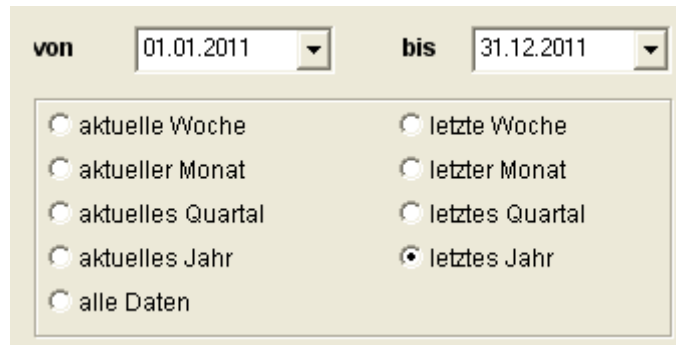 von 01.01.2011 bis 31.12.2011
aktuelle Woche letzte Woche
aktueller Monat letzter Monat
aktuelles Quartal letztes Quartal
aktuelles Jahr letztes Jahr
alle Daten